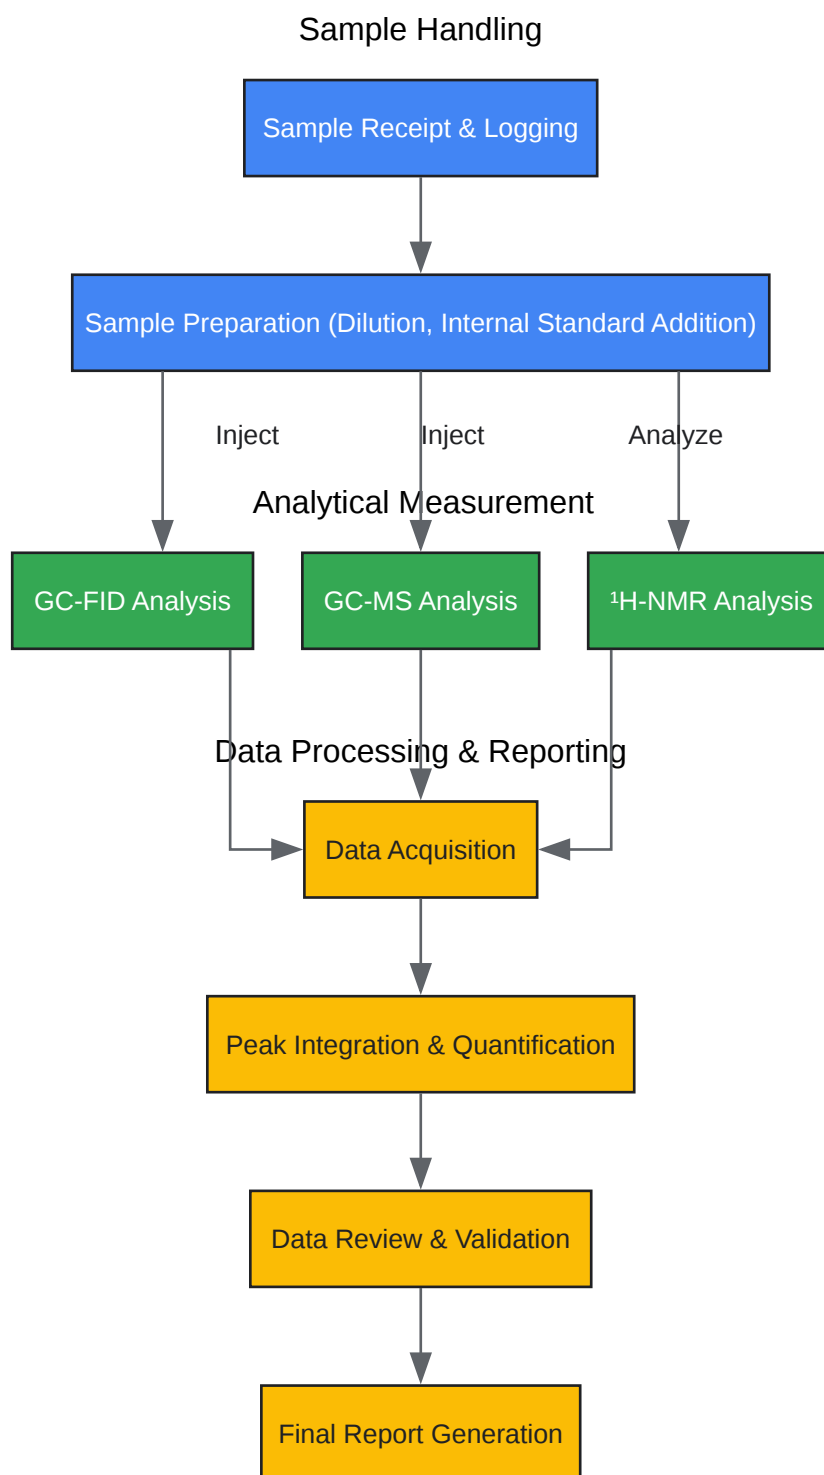 Sample Handling
Sample Receipt & Logging
Sample Preparation (Dilution, Internal Standard Addition)
Inject
Inject
Analyze
Analytical Measurement
GC-FID Analysis
GC-MS Analysis
¹H-NMR Analysis
Data Processing & Reporting
Data Acquisition
Peak Integration & Quantification
Data Review & Validation
Final Report Generation